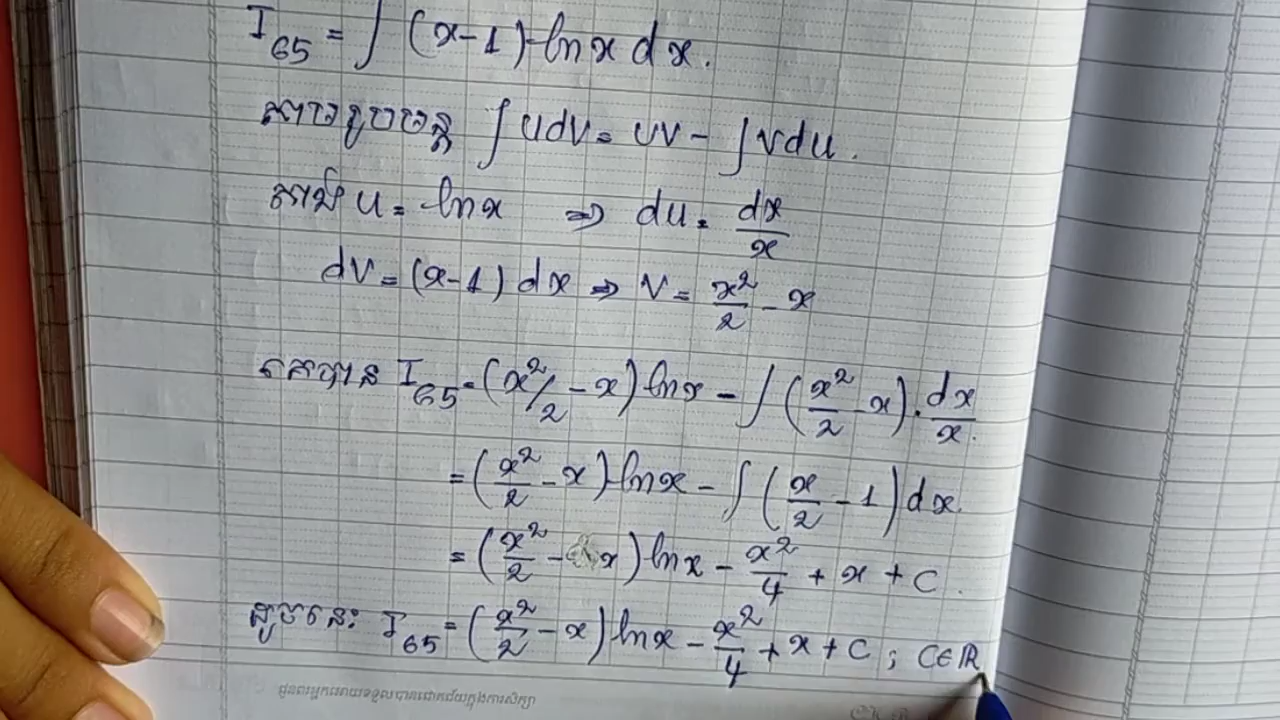 I₆₅ = ∫ (x-1) ln x dx.
តាមរូបមន្ត ∫ u dv = uv - ∫ v du.
តាង u = ln x ⇒ du = dx/x
dv = (x-1) dx ⇒ v = x²/2 - x
គេបាន I₆₅ = (x²/2 - x) ln x - ∫ (x²/2 - x) . dx/x.
= (x²/2 - x) ln x - ∫ (x/2 - 1) dx.
= (x²/2 - x) ln x - x²/4 + x + C.
ដូចនេះ I₆₅ = (x²/2 - x) ln x - x²/4 + x + C ; C∈ℝ